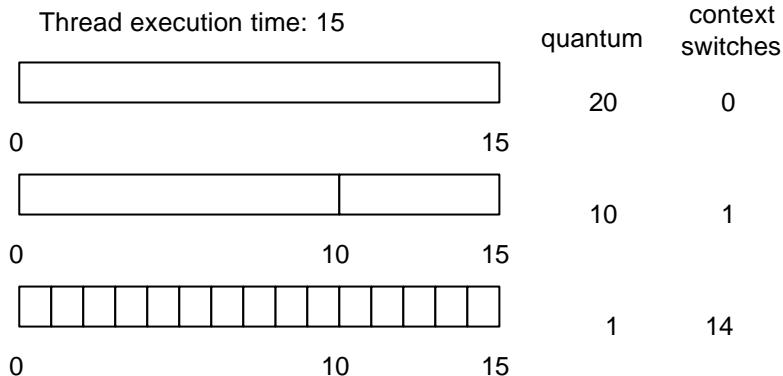 Thread execution time: 15
quantum
context
switches
20 0
0 15
10 1
0 10 15
1 14
0 10 15